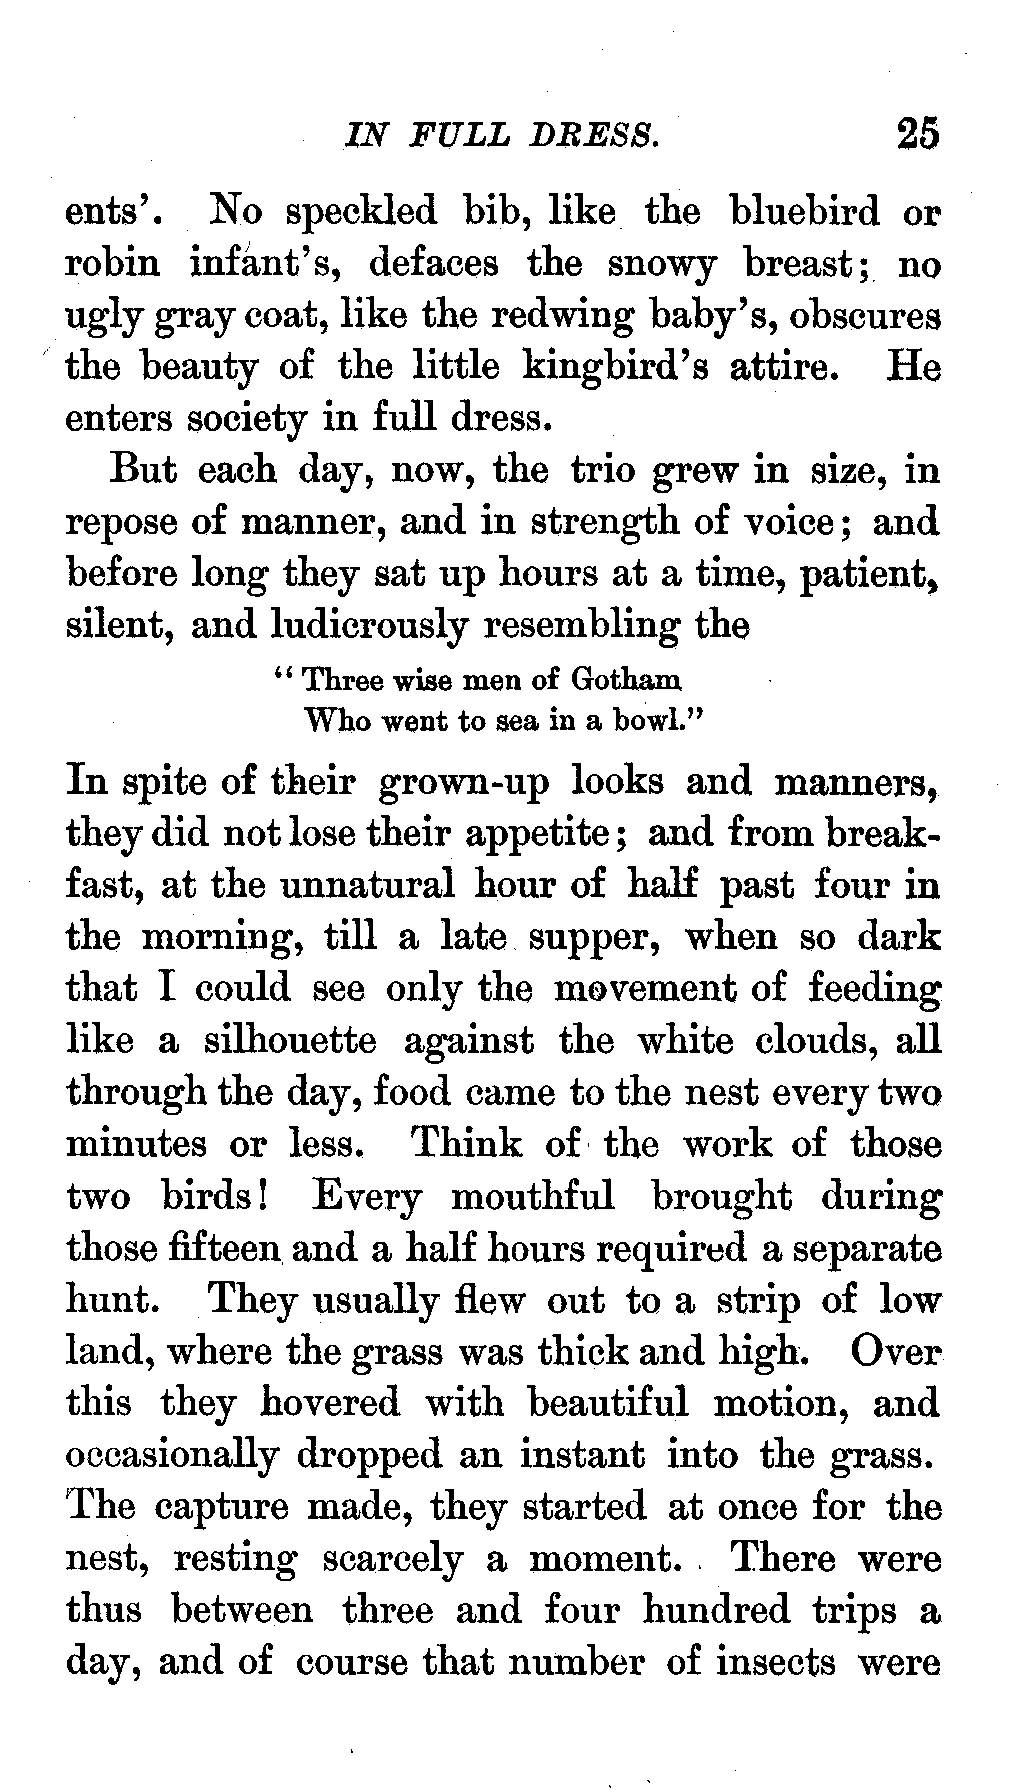 IN FULL DRESS. 25
ents'. No speckled bib, like the bluebird or
robin infant's, defaces the snowy breast; no
ugly gray coat, like the redwing baby's, obscures
the beauty of the little kingbird's attire. He
enters society in full dress.
But each day, now, the trio grew in size, in
repose of manner, and in strength of voice; and
before long they sat up hours at a time, patient,
silent, and ludicrously resembling the
"Three wise men of Gotham
Who went to sea in a bowl."
In spite of their grown-up looks and manners,
they did not lose their appetite; and from break-
fast, at the unnatural hour of half past four in
the morning, till a late supper, when so dark
that I could see only the movement of feeding
like a silhouette against the white clouds, all
through the day, food came to the nest every two
minutes or less. Think of the work of those
two birds! Every mouthful brought during
those fifteen and a half hours required a separate
hunt. They usually flew out to a strip of low
land, where the grass was thick and high. Over
this they hovered with beautiful motion, and
occasionally dropped an instant into the grass.
The capture made, they started at once for the
nest, resting scarcely a moment. There were
thus between three and four hundred trips a
day, and of course that number of insects were